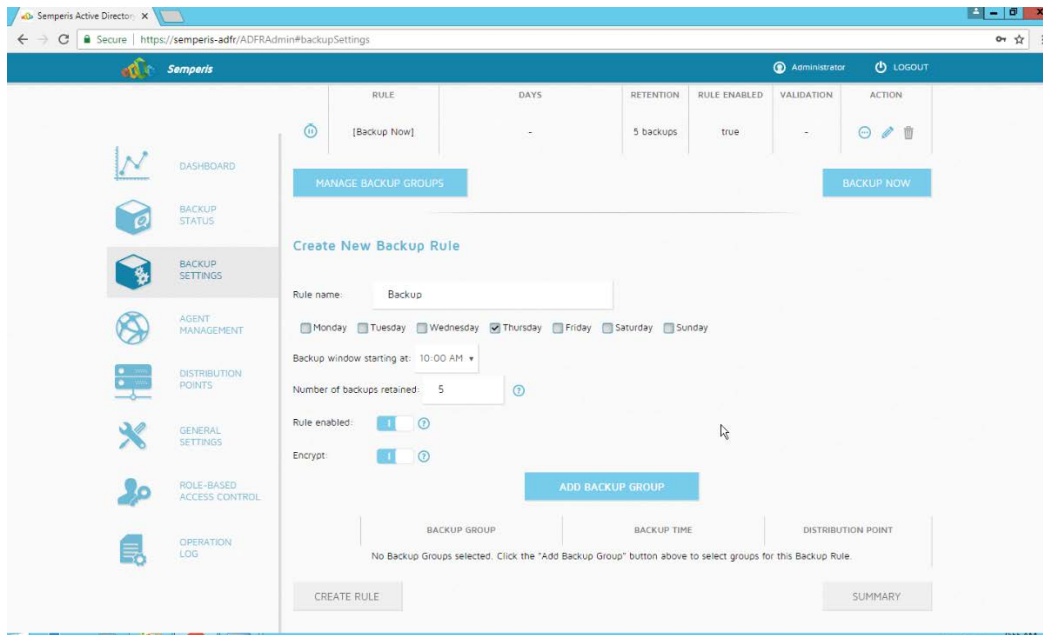 Semperis Active Director
Secure | https://semperis-adfr/ADFRAdmin#backupSettings
Semperis
Administrator
LOGOUT
RULE DAYS RETENTION RULE ENABLED VALIDATION ACTION
[Backup Now] - 5 backups true -
MANAGE BACKUP GROUPS
BACKUP NOW
DASHBOARD
BACKUP
STATUS
BACKUP
SETTINGS
AGENT
MANAGEMENT
DISTRIBUTION
POINTS
GENERAL
SETTINGS
ROLE-BASED
ACCESS CONTROL
OPERATION
LOG
Create New Backup Rule
Rule name: Backup
Monday Tuesday Wednesday Thursday Friday Saturday Sunday
Backup window starting at: 10:00 AM
Number of backups retained: 5 ?
Rule enabled: I ?
Encrypt: I ?
ADD BACKUP GROUP
BACKUP GROUP BACKUP TIME DISTRIBUTION POINT
No Backup Groups selected. Click the "Add Backup Group" button above to select groups for this Backup Rule.
CREATE RULE
SUMMARY